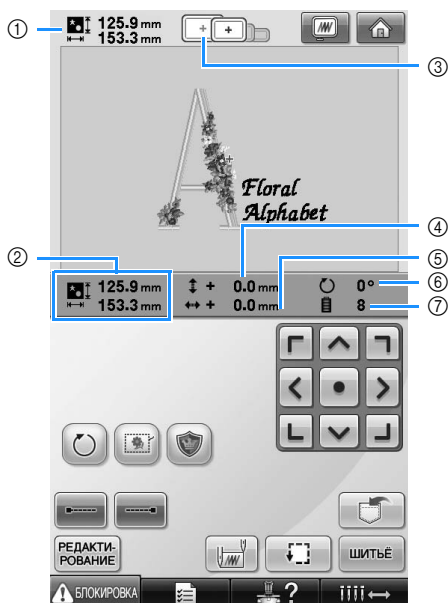 ① 125.9 mm
153.3 mm
③
Floral
Alphabet
④
② ⑤
125.9 mm + 0.0 mm 0° ⑥
153.3 mm + 0.0 mm 8 ⑦
РЕДАКТИ-
РОВАНИЕ
ШИТЬЁ
БЛОКИРОВКА
?